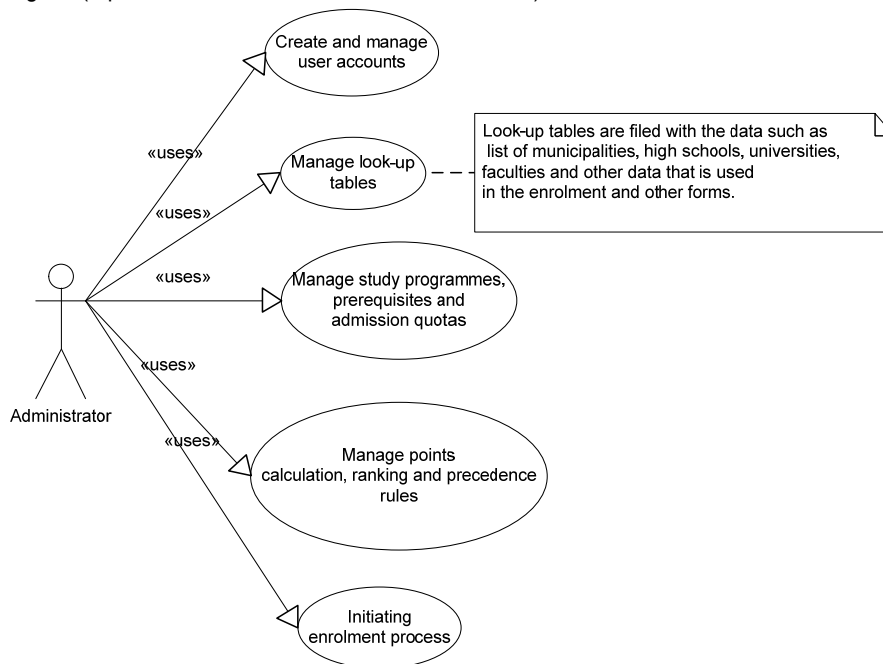 Create and manage
user accounts
«uses»
Manage look-up
tables
Look-up tables are filed with the data such as
list of municipalities, high schools, universities,
faculties and other data that is used
in the enrolment and other forms.
«uses»
«uses»
Manage study programmes,
prerequisites and
admission quotas
«uses»
Administrator
«uses»
Manage points
calculation, ranking and precedence
rules
Initiating
enrolment process